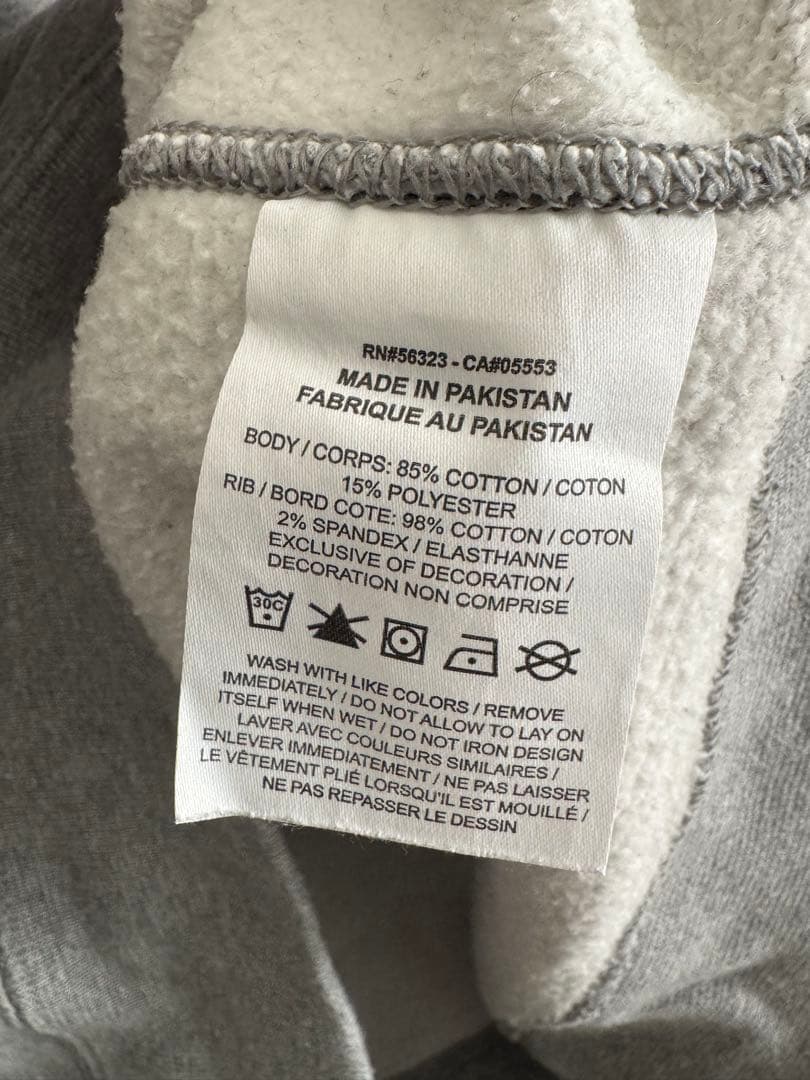 RN#56323 - CA#05553
MADE IN PAKISTAN
FABRIQUE AU PAKISTAN
BODY / CORPS: 85% COTTON / COTON
15% POLYESTER
RIB / BORD COTE: 98% COTTON / COTON
2% SPANDEX / ELASTHANNE
EXCLUSIVE OF DECORATION /
DECORATION NON COMPRISE
30C
WASH WITH LIKE COLORS / REMOVE
IMMEDIATELY / DO NOT ALLOW TO LAY ON
ITSELF WHEN WET / DO NOT IRON DESIGN
LAVER AVEC COULEURS SIMILAIRES /
ENLEVER IMMEDIATEMENT / NE PAS LAISSER
LE VÊTEMENT PLIÉ LORSQU'IL EST MOUILLÉ /
NE PAS REPASSER LE DESSIN